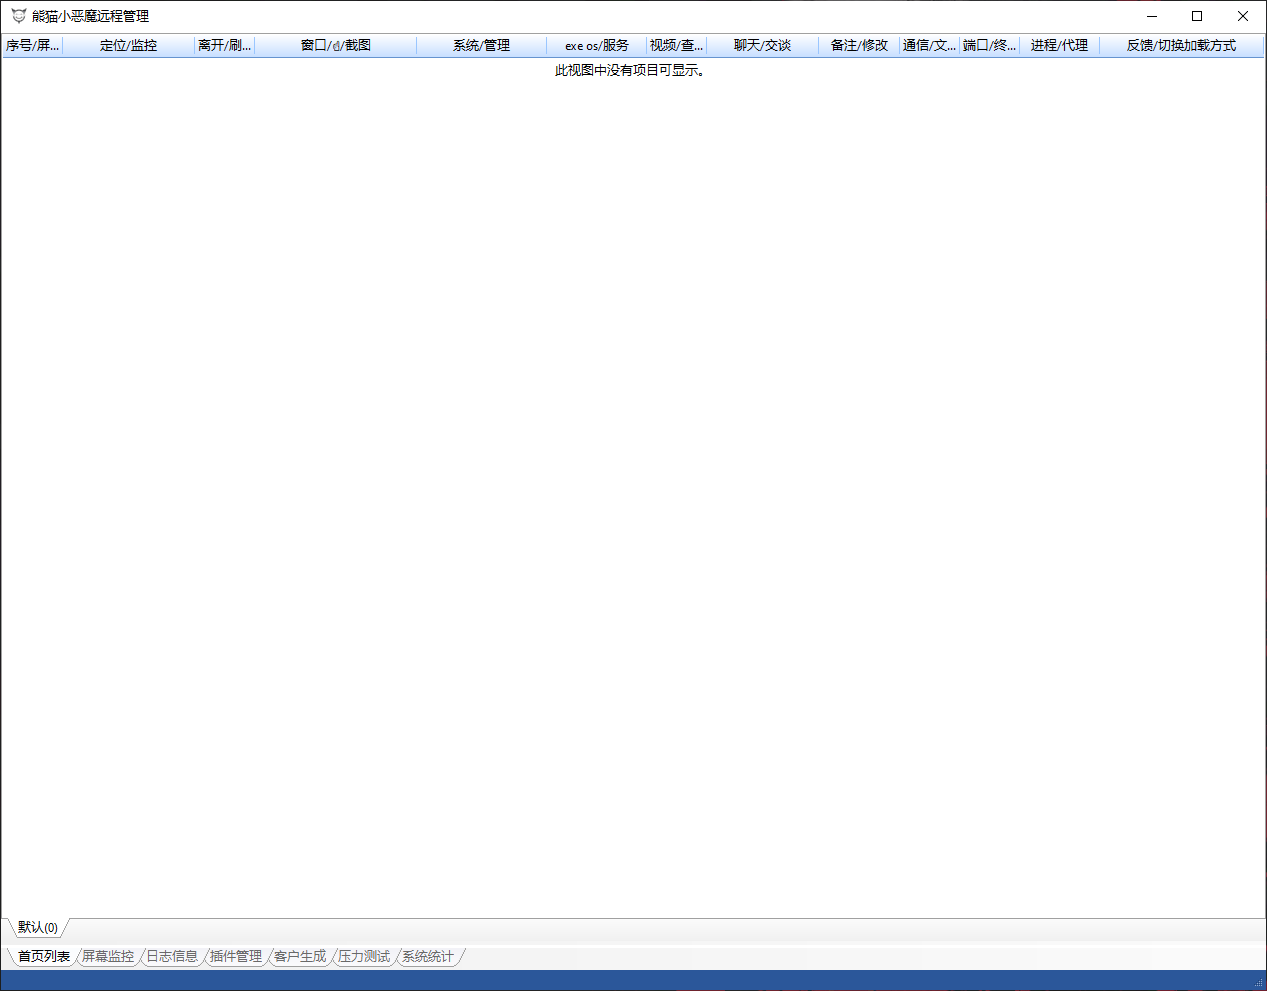 熊猫小恶魔远程管理
序号/屏... 定位/监控 离开/刷... 窗口/☝/截图 系统/管理 exe os/服务 视频/查... 聊天/交谈 备注/修改 通信/文... 端口/终... 进程/代理 反馈/切换加载方式
此视图中没有项目可显示。
默认(0)
首页列表 屏幕监控 日志信息 插件管理 客户生成 压力测试 系统统计